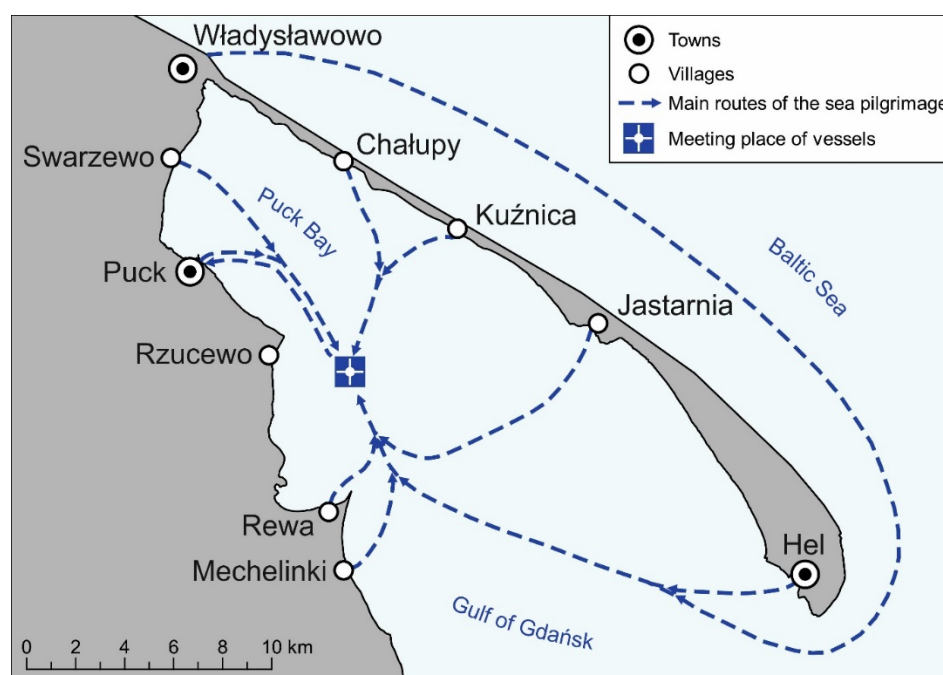 Władysławowo
Towns
Villages
Main routes of the sea pilgrimage
Meeting place of vessels
Swarzewo
Chałupy
Puck Bay
Kuźnica
Puck
Baltic Sea
Jastarnia
Rzucewo
Rewa
Hel
Mechelinki
Gulf of Gdańsk
0 2 4 6 8 10 km